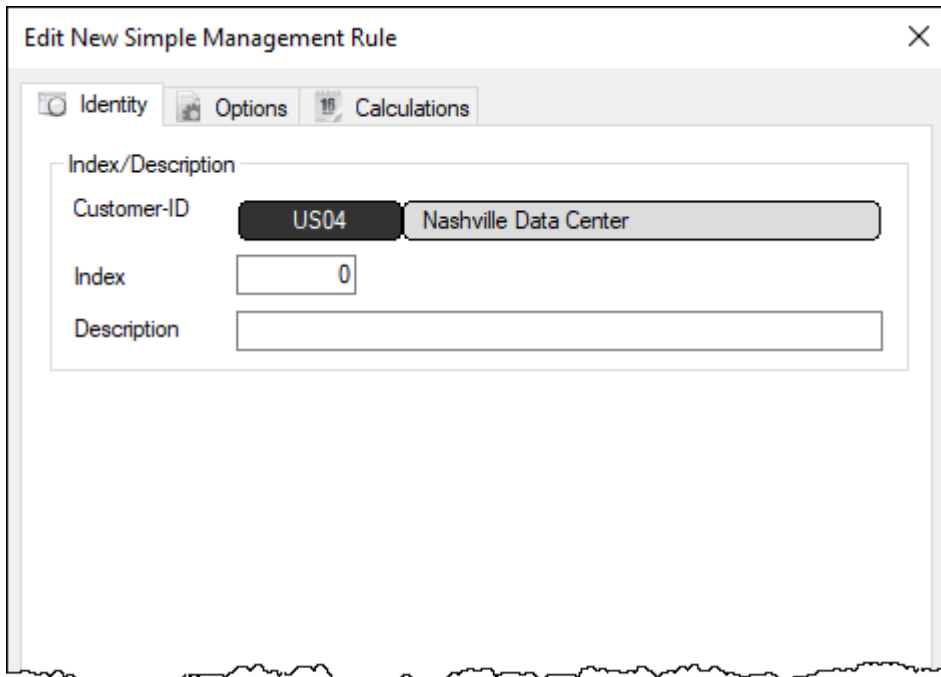 Edit New Simple Management Rule
Identity Options 16 Calculations
Index/Description
Customer-ID US04 Nashville Data Center
Index 0
Description